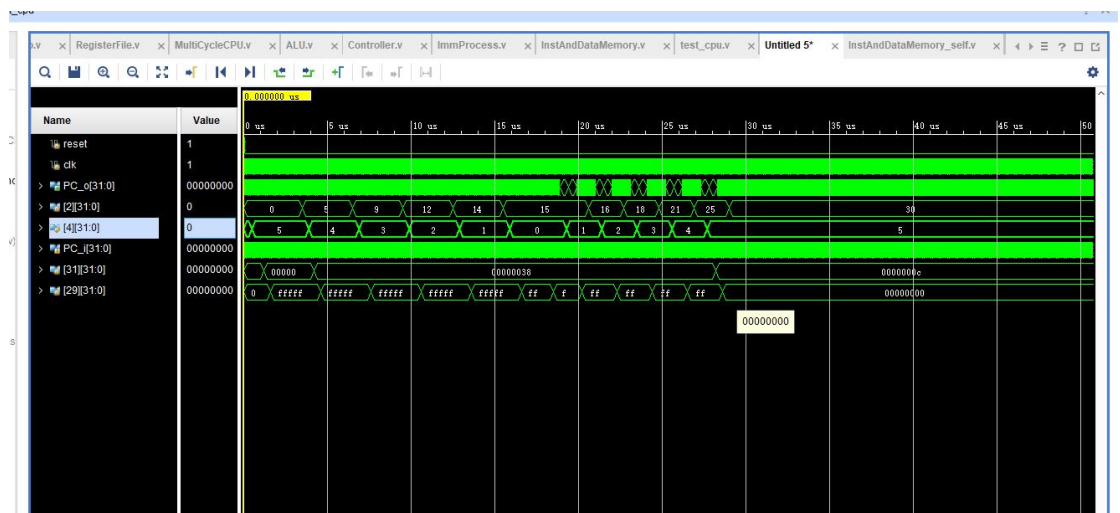 _cpu
o.v RegisterFile.v MultiCycleCPU.v ALU.v Controller.v ImmProcess.v InstAndDataMemory.v test_cpu.v Untitled 5* InstAndDataMemory_self.v
0.000000 us
Name Value 0 us 5 us 10 us 15 us 20 us 25 us 30 us 35 us 40 us 45 us 50
reset 1
clk 1
PC_o[31:0] 00000000
[2][31:0] 0 0 5 9 12 14 15 16 18 21 25 30
[4][31:0] 0 5 4 3 2 1 0 1 2 3 4 5
PC_i[31:0] 00000000
[31][31:0] 00000000 00000 00000038 0000000c
[29][31:0] 00000000 0 fffff fffff fffff fffff fffff ff f ff ff ff ff 00000000
00000000